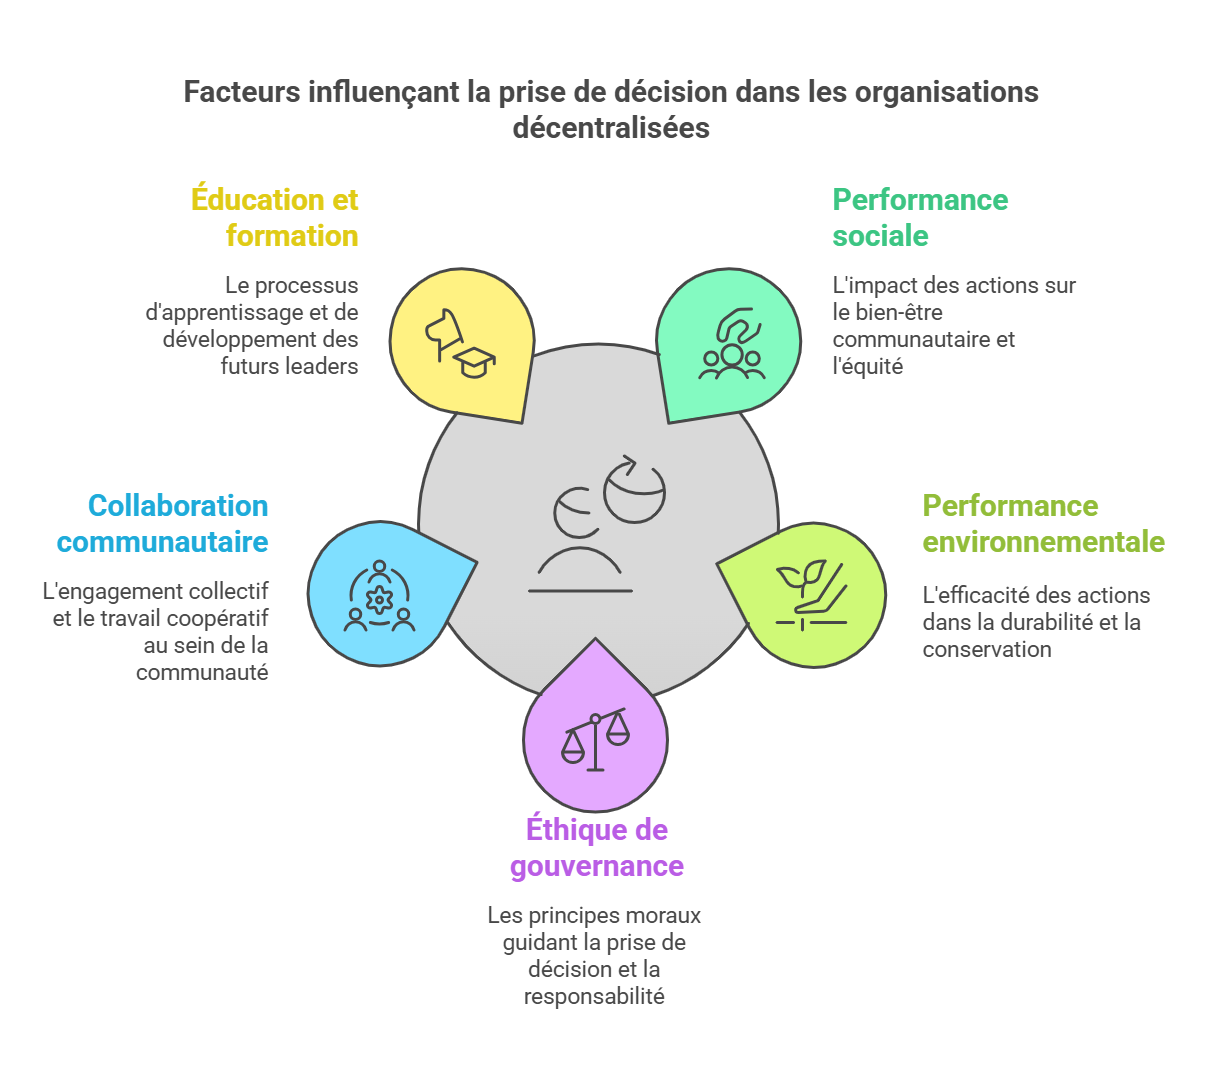 Facteurs influençant la prise de décision dans les organisations
décentralisées
Éducation et
formation
Le processus
d'apprentissage et de
développement des
futurs leaders
Performance
sociale
L'impact des actions sur
le bien-être
communautaire et
l'équité
Collaboration
communautaire
L'engagement collectif
et le travail coopératif
au sein de la
communauté
Performance
environnementale
L'efficacité des actions
dans la durabilité et la
conservation
Éthique de
gouvernance
Les principes moraux
guidant la prise de
décision et la
responsabilité